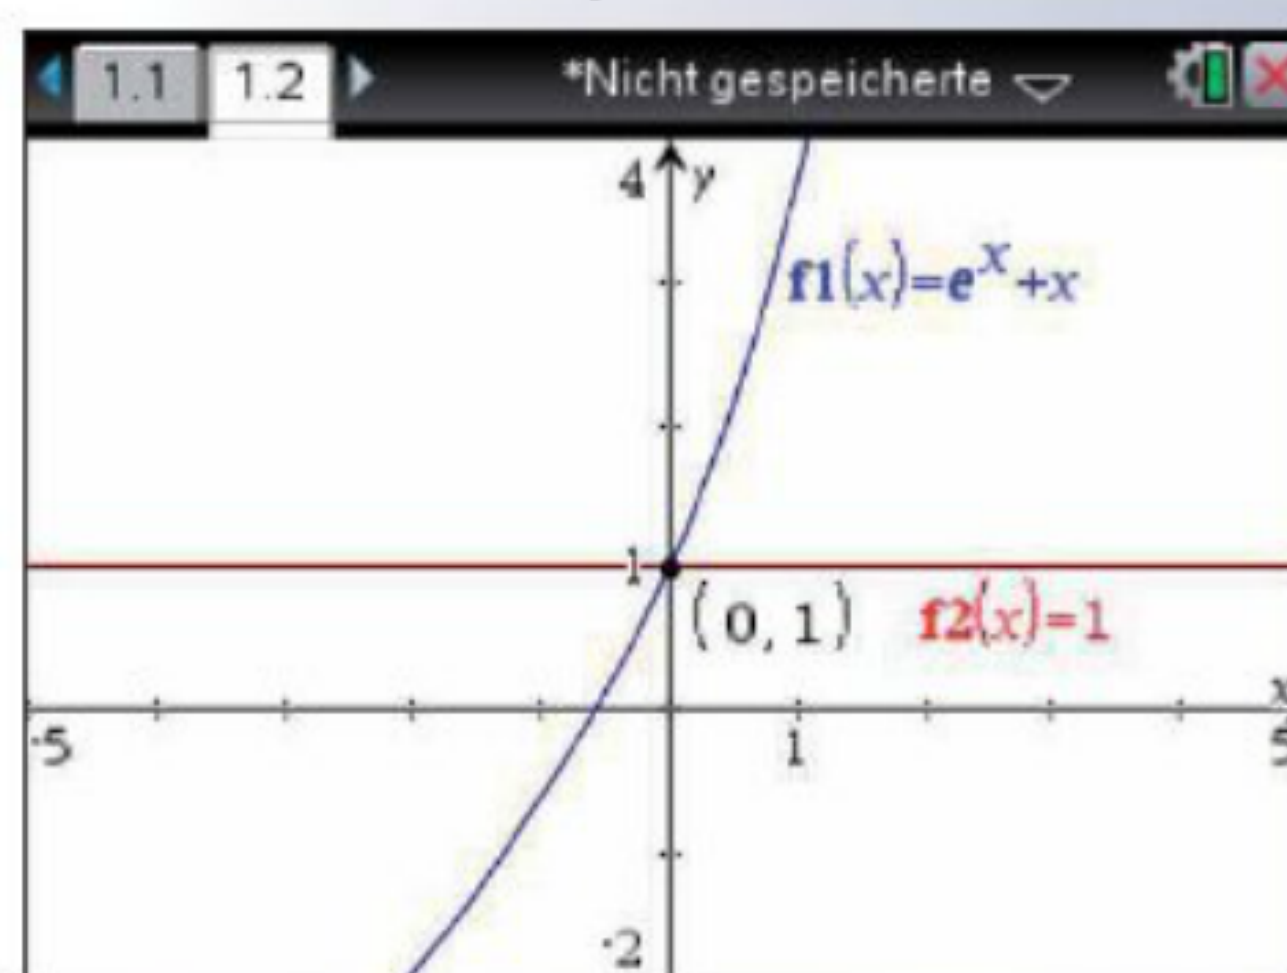 1.1 1.2 *Nicht gespeicherte
4 y
f1(x)=e^x+x
1
(0,1) f2(x)=1
x
-5 1 5
-2